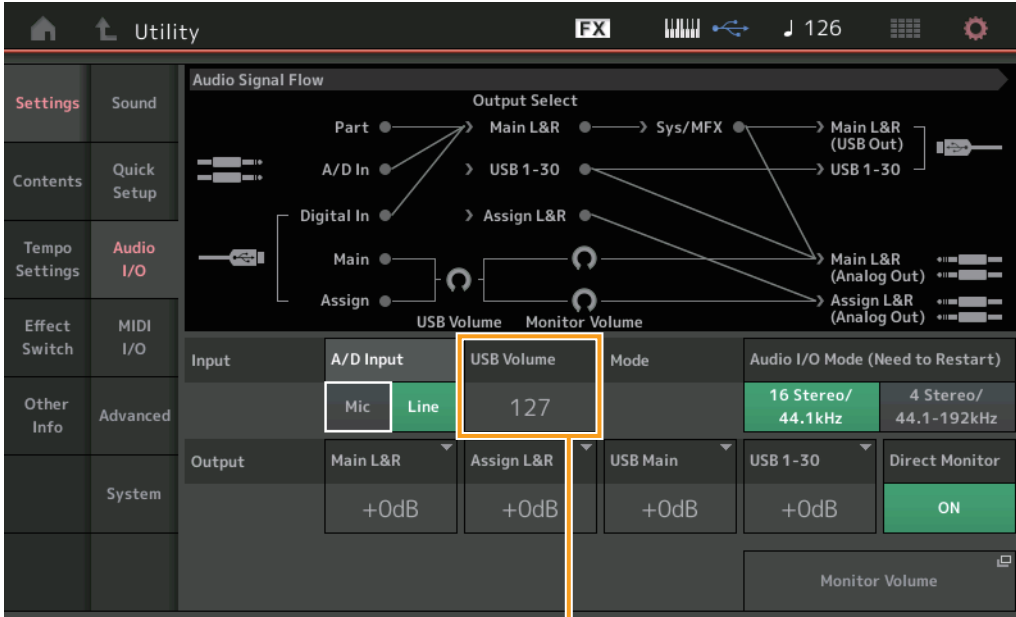 Utility
FX
♩ 126
Settings
Sound
Contents
Quick
Setup
Tempo
Settings
Audio
I/O
Effect
Switch
MIDI
I/O
Other
Info
Advanced
System
Audio Signal Flow
Output Select
Part
Main L&R
Sys/MFX
Main L&R
(USB Out)
A/D In
USB 1-30
USB 1-30
Digital In
Assign L&R
Main
Main L&R
(Analog Out)
Assign
Assign L&R
(Analog Out)
USB Volume
Monitor Volume
Input
A/D Input
USB Volume
Mode
Audio I/O Mode (Need to Restart)
Mic
Line
127
16 Stereo/
44.1kHz
4 Stereo/
44.1-192kHz
Output
Main L&R
Assign L&R
USB Main
USB 1-30
Direct Monitor
+0dB
+0dB
+0dB
+0dB
ON
Monitor Volume